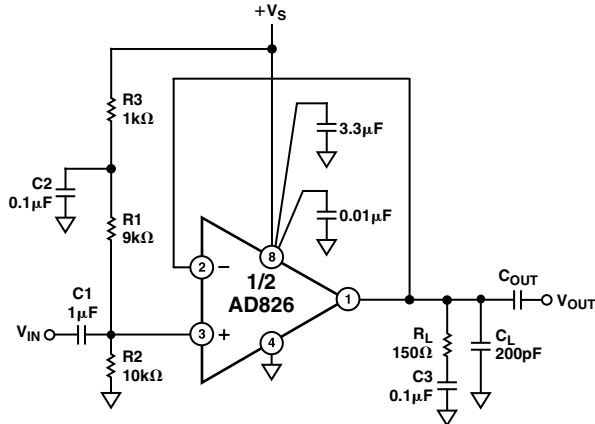 +VS
R3
1kΩ
3.3μF
C2
0.1μF
R1
9kΩ
0.01μF
8
2
–
1/2
AD826
1
COUT
VOUT
C1
1μF
VIN
3
+
4
R2
10kΩ
RL
150Ω
CL
200pF
C3
0.1μF